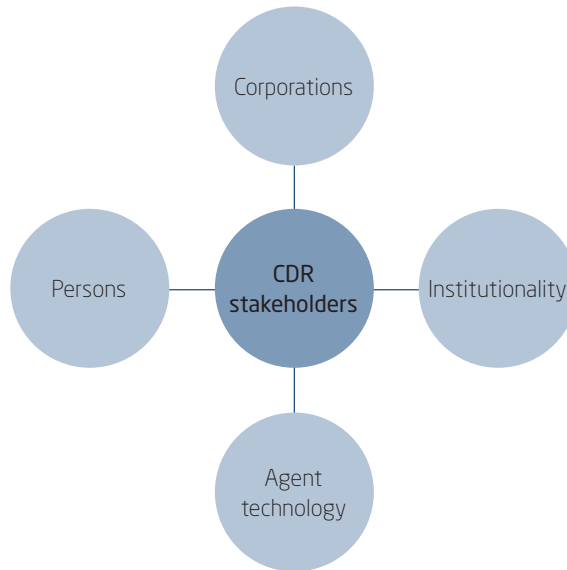 Corporations
Persons
CDR
stakeholders
Institutionality
Agent
technology